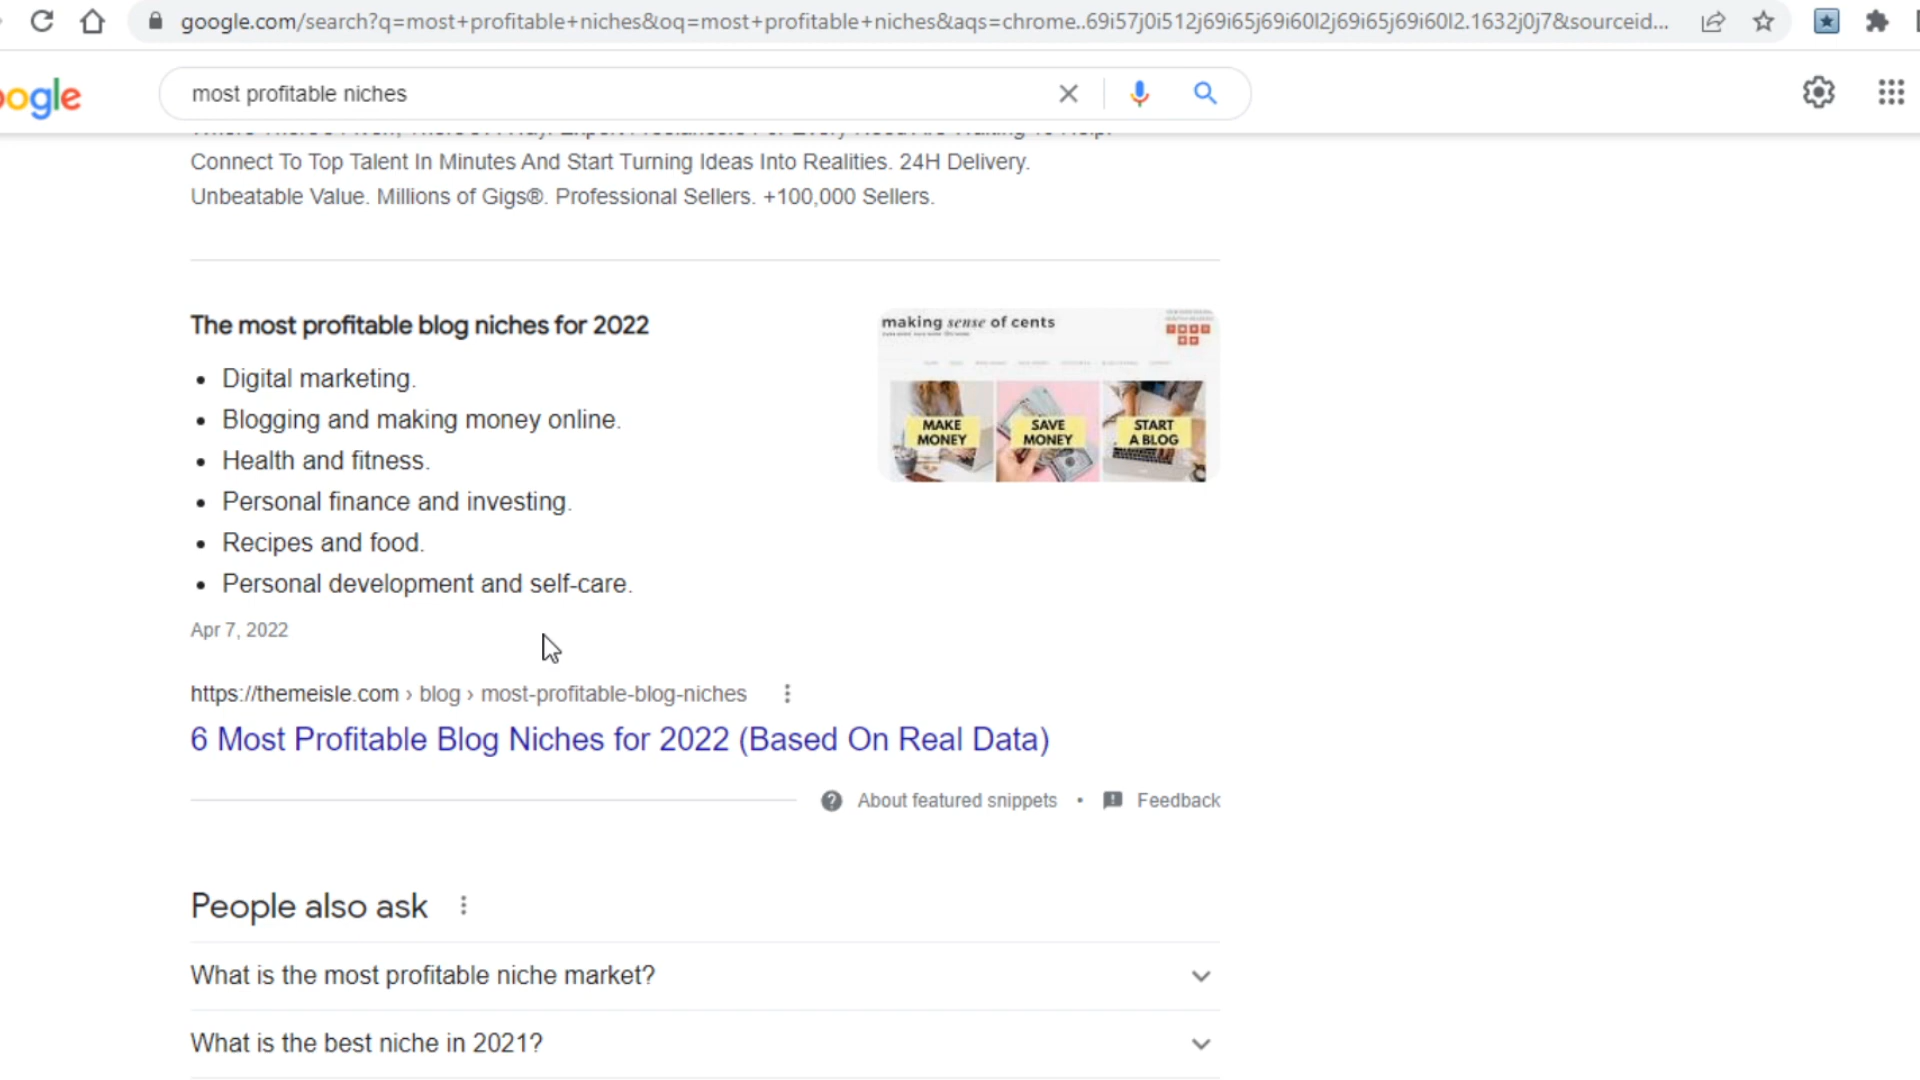 google.com/search?q=most+profitable+niches&oq=most+profitable+niches&aqs=chrome..69i57j0i512j69i65j69i60l2j69i65j69i60l2.1632j0j7&sourceid...
ogle
most profitable niches
Connect To Top Talent In Minutes And Start Turning Ideas Into Realities. 24H Delivery.
Unbeatable Value. Millions of Gigs®. Professional Sellers. +100,000 Sellers.
The most profitable blog niches for 2022
making sense of cents
• Digital marketing.
• Blogging and making money online.
MAKE MONEY
SAVE MONEY
START A BLOG
• Health and fitness.
• Personal finance and investing.
• Recipes and food.
• Personal development and self-care.
Apr 7, 2022
https://themeisle.com › blog › most-profitable-blog-niches
6 Most Profitable Blog Niches for 2022 (Based On Real Data)
About featured snippets • Feedback
People also ask
What is the most profitable niche market?
What is the best niche in 2021?